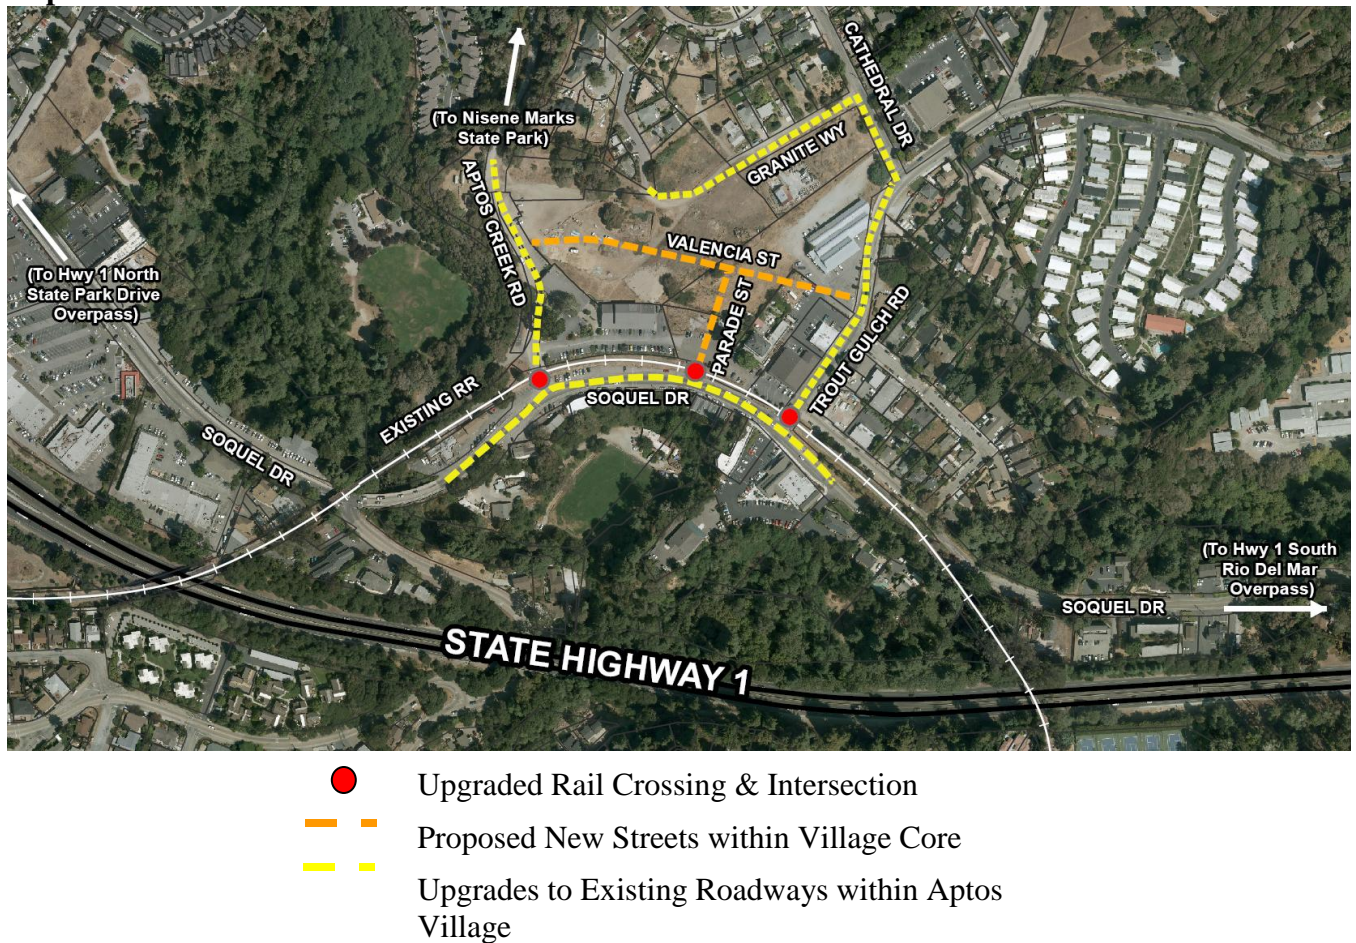 CATHEDRAL DR
(To Nisene Marks
State Park)
GRANITE WY
APTOS CREEK RD
VALENCIA ST
(To Hwy 1 North
State Park Drive
Overpass)
PARADE ST
TROUT GULCH RD
EXISTING RR
SOQUEL DR
SOQUEL DR
(To Hwy 1 South
Rio Del Mar
Overpass)
SOQUEL DR
STATE HIGHWAY 1
Upgraded Rail Crossing & Intersection
Proposed New Streets within Village Core
Upgrades to Existing Roadways within Aptos
Village